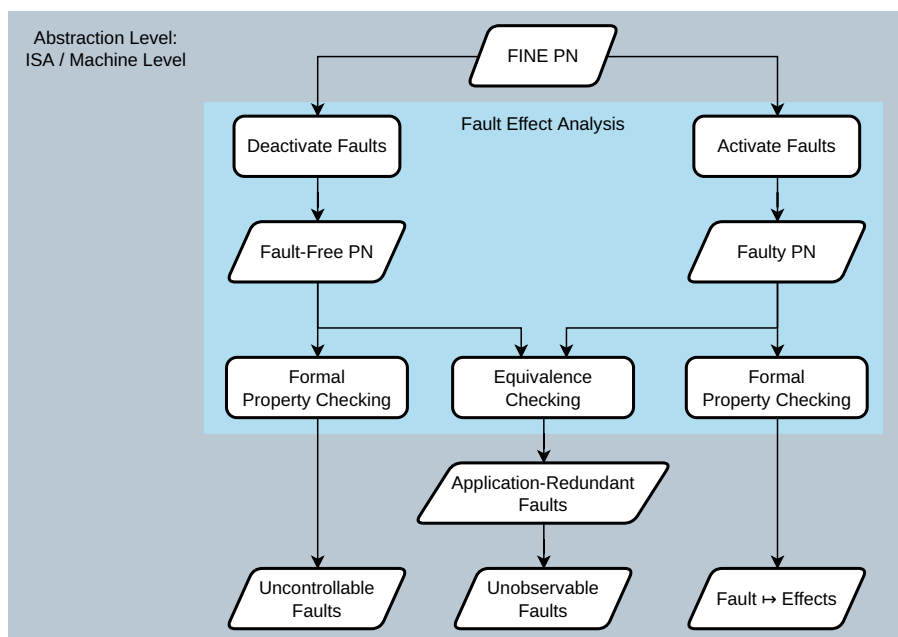 Abstraction Level:
ISA / Machine Level
FINE PN
Fault Effect Analysis
Deactivate Faults
Activate Faults
Fault-Free PN
Faulty PN
Formal
Property Checking
Equivalence
Checking
Formal
Property Checking
Application-Redundant
Faults
Uncontrollable
Faults
Unobservable
Faults
Fault ↦ Effects